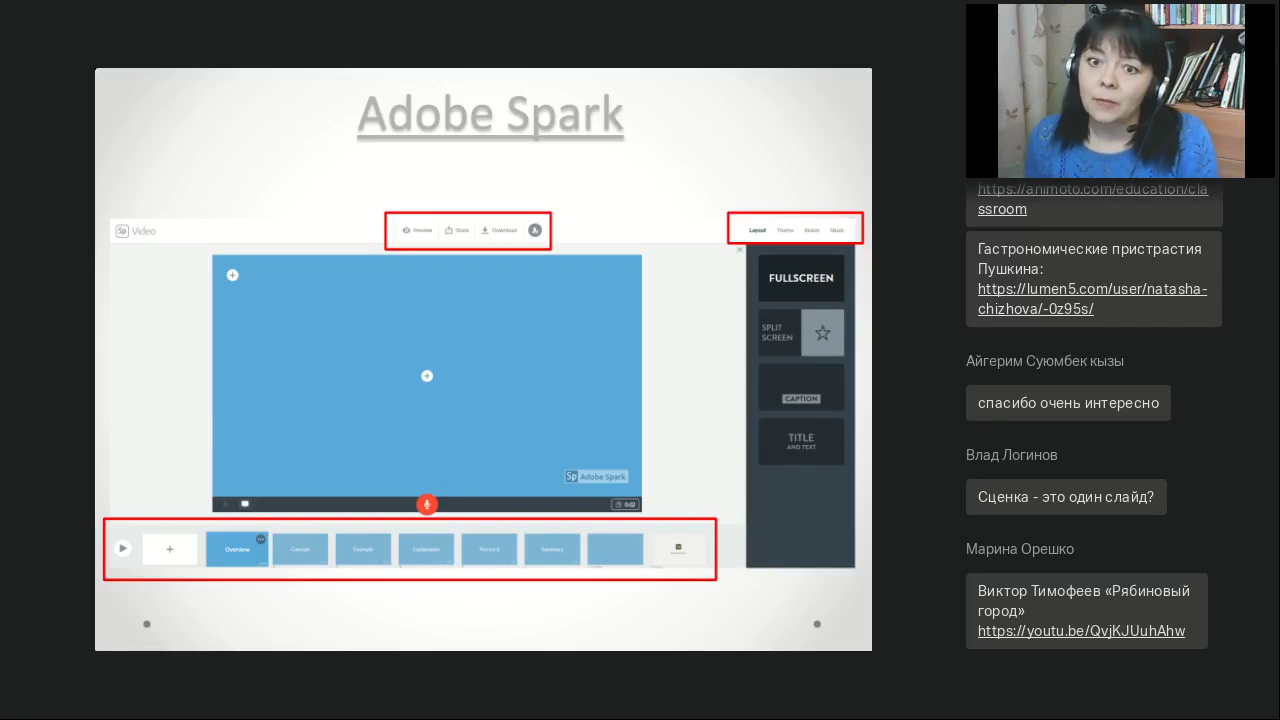 Adobe Spark
Sp Video
Preview Share Download
Layout Theme Resize Music
FULLSCREEN
SPLIT
SCREEN
CAPTION
TITLE
AND TEXT
Sp Adobe Spark
0:02
+ Overview Concept Example Explanation Summary
https://animoto.com/education/cla
ssroom
Гастрономические пристрастия
Пушкина:
https://lumen5.com/user/natasha-
chizhova/-0z95s/
Айгерим Суюмбек кызы
спасибо очень интересно
Влад Логинов
Сценка - это один слайд?
Марина Орешко
Виктор Тимофеев «Рябиновый
город»
https://youtu.be/QvjKJUuhAhw